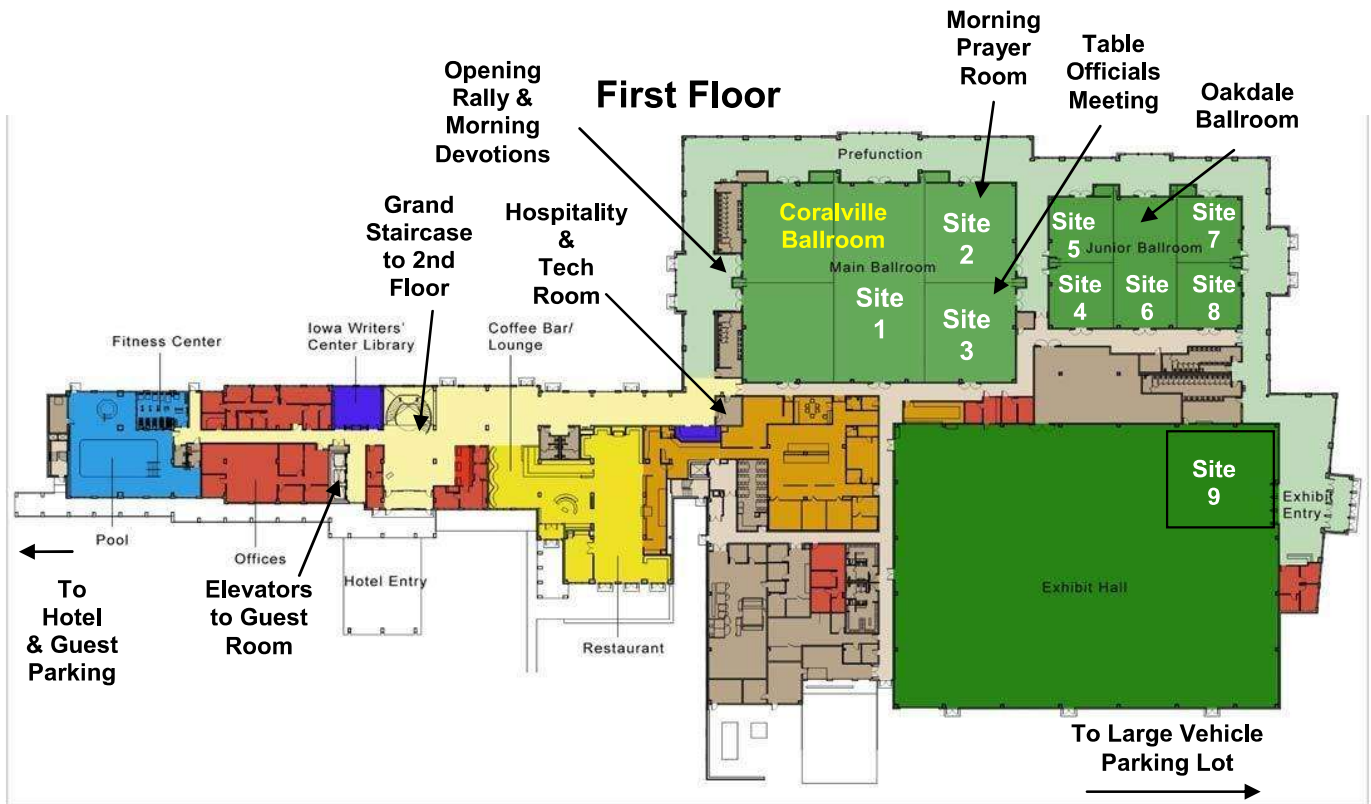 Morning
Prayer
Room
Table
Officials
Meeting
Opening
Rally &
Morning
Devotions
First Floor
Oakdale
Ballroom
Prefunction
Grand
Staircase
to 2nd
Floor
Hospitality
&
Tech
Room
Coralville
Ballroom
Main Ballroom
Site
1
Site
2
Site
3
Site
5
Junior Ballroom
Site
7
Site
4
Site
6
Site
8
Fitness Center
Iowa Writers'
Center Library
Coffee Bar/
Lounge
Site
9
Exhibit
Entry
Pool
Offices
Hotel Entry
Restaurant
Exhibit Hall
To
Hotel
& Guest
Parking
Elevators
to Guest
Room
To Large Vehicle
Parking Lot